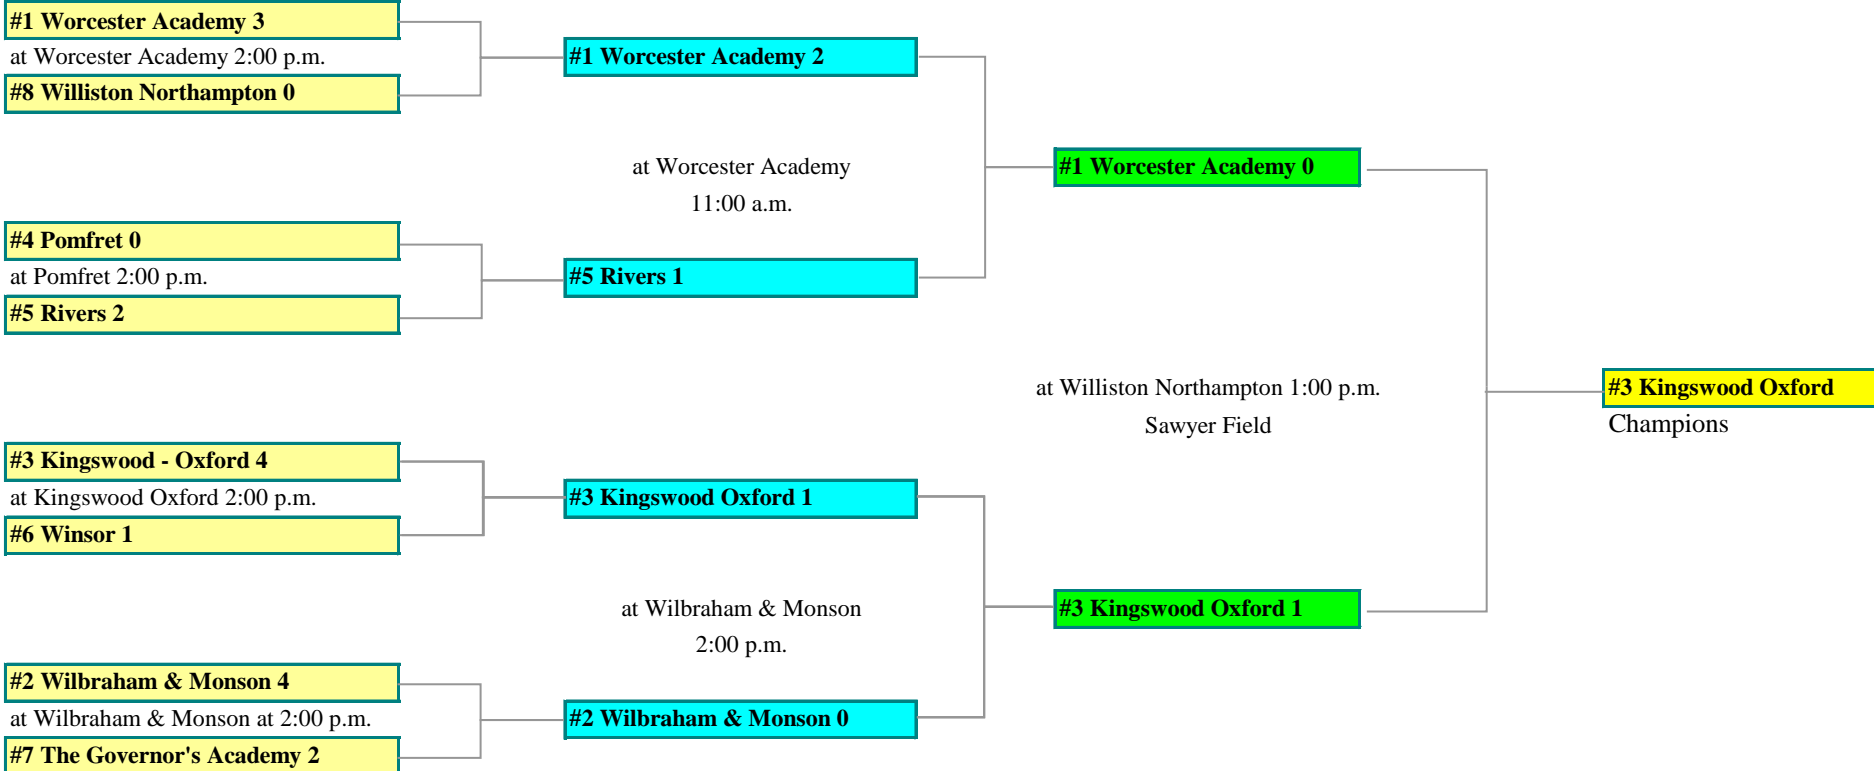 #1 Worcester Academy 3
at Worcester Academy 2:00 p.m.
#8 Williston Northampton 0
#4 Pomfret 0
at Pomfret 2:00 p.m.
#5 Rivers 2
#3 Kingswood - Oxford 4
at Kingswood Oxford 2:00 p.m.
#6 Winsor 1
#2 Wilbraham & Monson 4
at Wilbraham & Monson at 2:00 p.m.
#7 The Governor's Academy 2
#1 Worcester Academy 2
at Worcester Academy
11:00 a.m.
#5 Rivers 1
#3 Kingswood Oxford 1
at Wilbraham & Monson
2:00 p.m.
#2 Wilbraham & Monson 0
#1 Worcester Academy 0
at Williston Northampton 1:00 p.m.
Sawyer Field
#3 Kingswood Oxford 1
#3 Kingswood Oxford
Champions